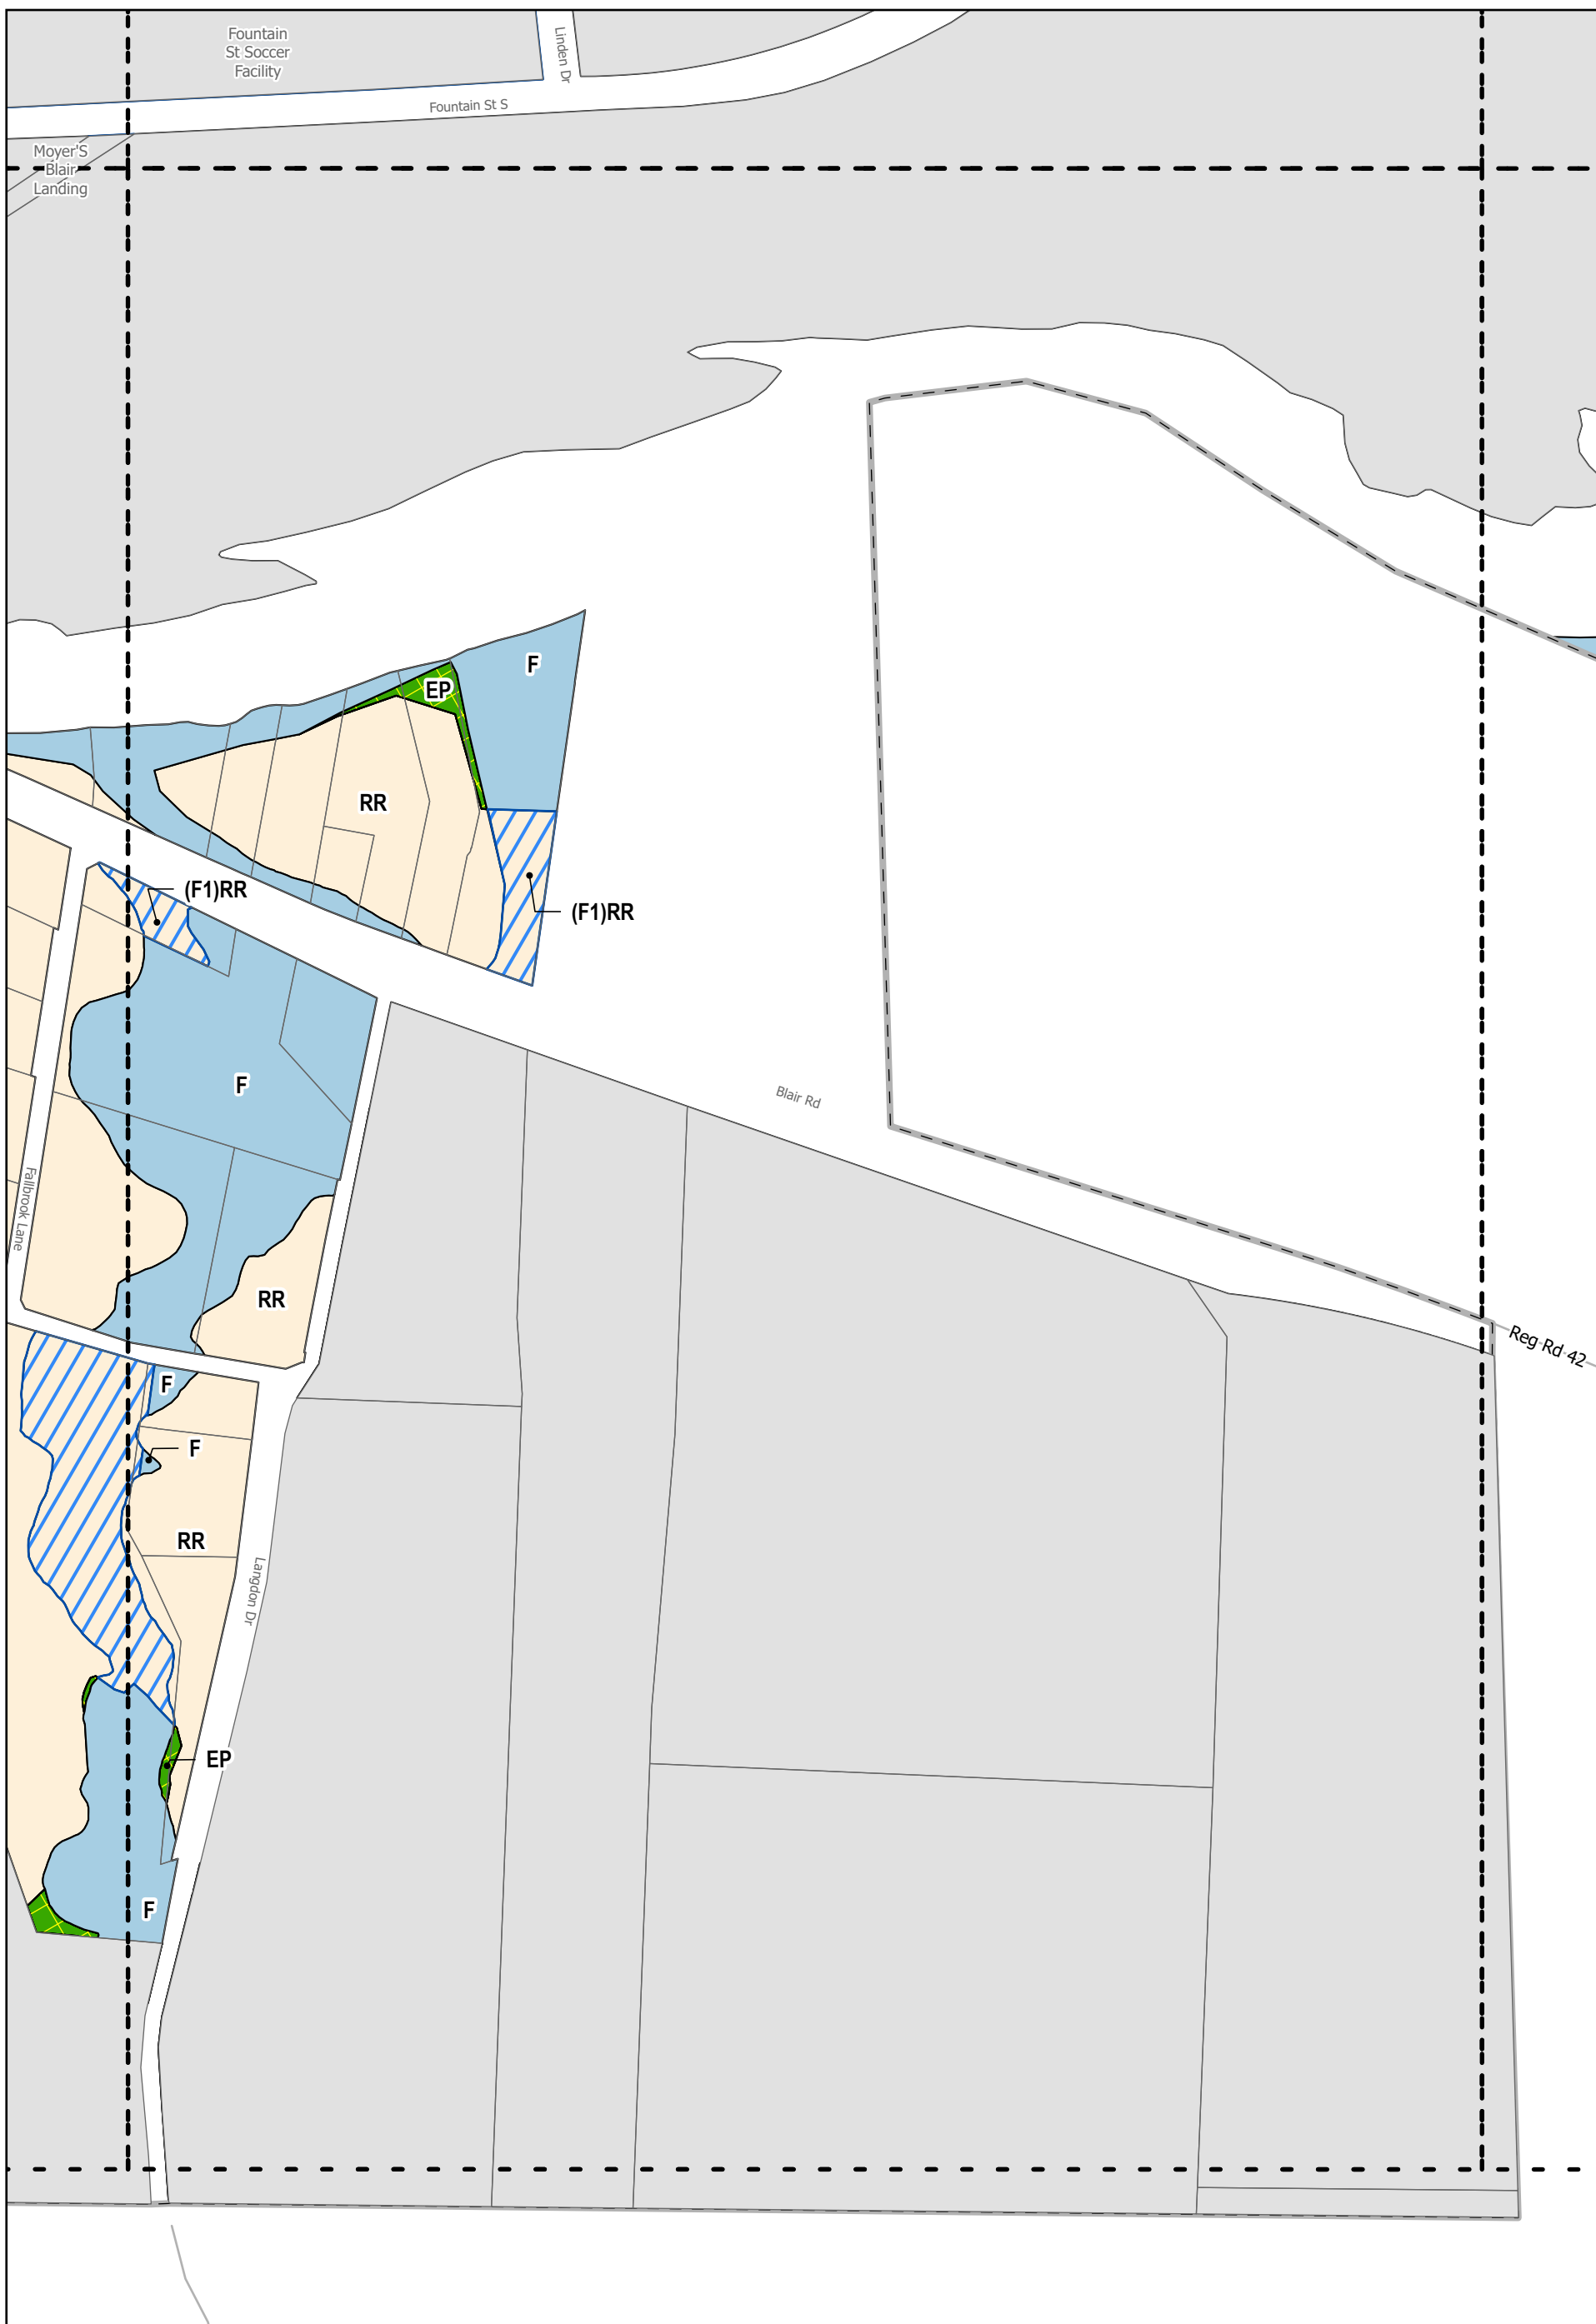 Fountain
St Soccer
Facility
Linden Dr
Fountain St S
Moyer'S
Blair
Landing
F
EP
RR
(F1)RR
(F1)RR
F
Blair Rd
Fallbrook Lane
RR
Reg Rd 42
F
F
RR
Langdon Dr
EP
F